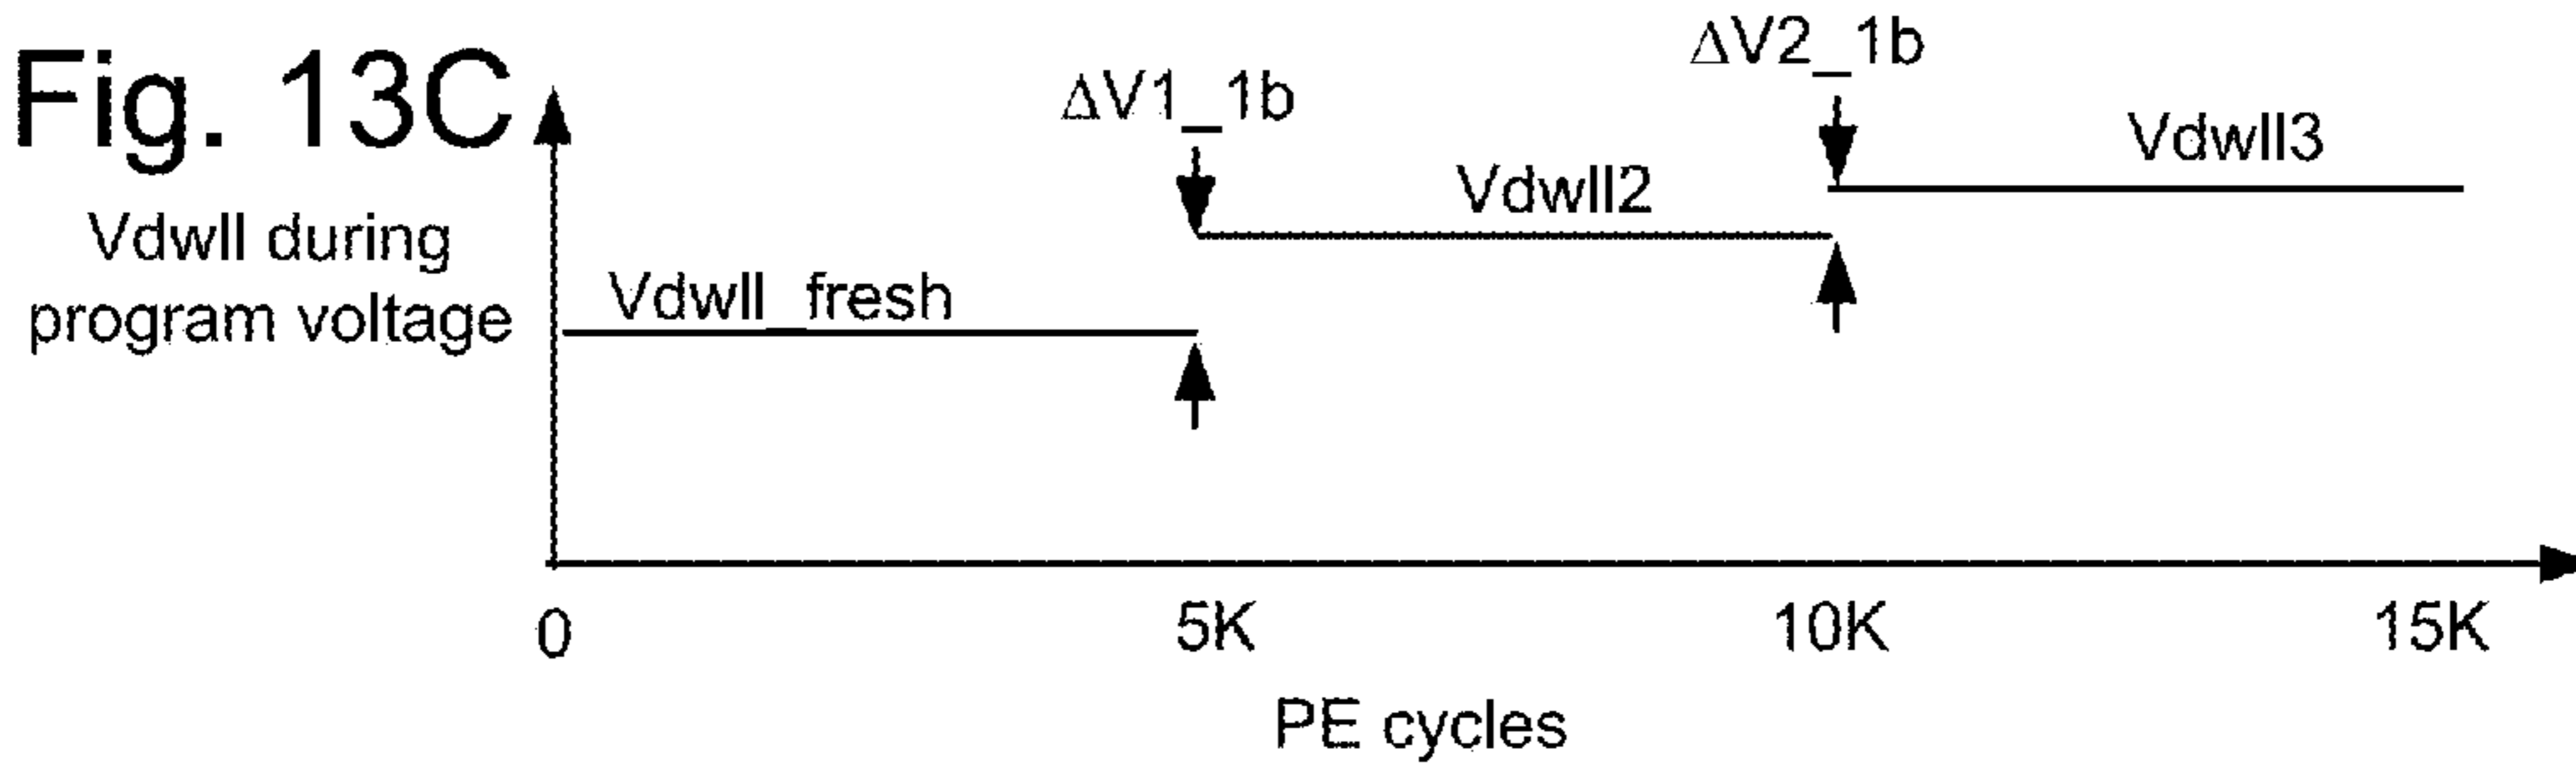 Fig. 13C
Vdwll during
program voltage
ΔV1_1b
ΔV2_1b
Vdwll_fresh
Vdwll2
Vdwll3
0
5K
10K
15K
PE cycles